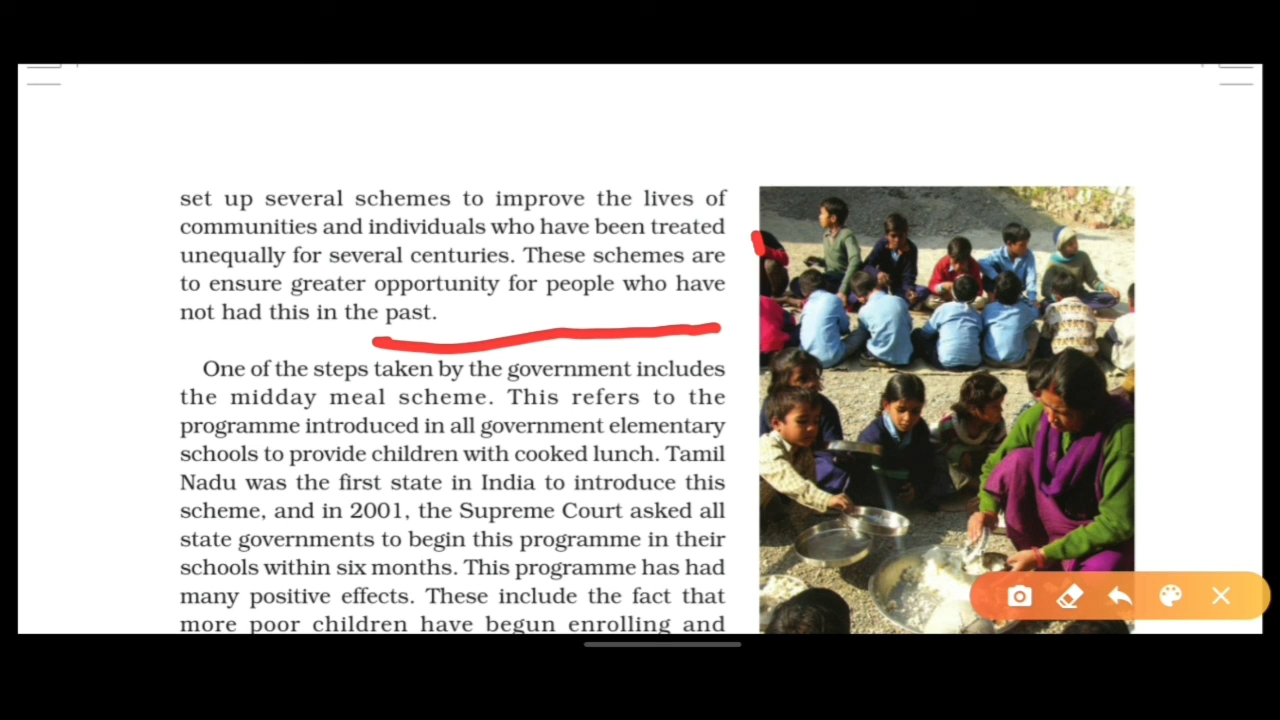 set up several schemes to improve the lives of
communities and individuals who have been treated
unequally for several centuries. These schemes are
to ensure greater opportunity for people who have
not had this in the past.
One of the steps taken by the government includes
the midday meal scheme. This refers to the
programme introduced in all government elementary
schools to provide children with cooked lunch. Tamil
Nadu was the first state in India to introduce this
scheme, and in 2001, the Supreme Court asked all
state governments to begin this programme in their
schools within six months. This programme has had
many positive effects. These include the fact that
more poor children have begun enrolling and